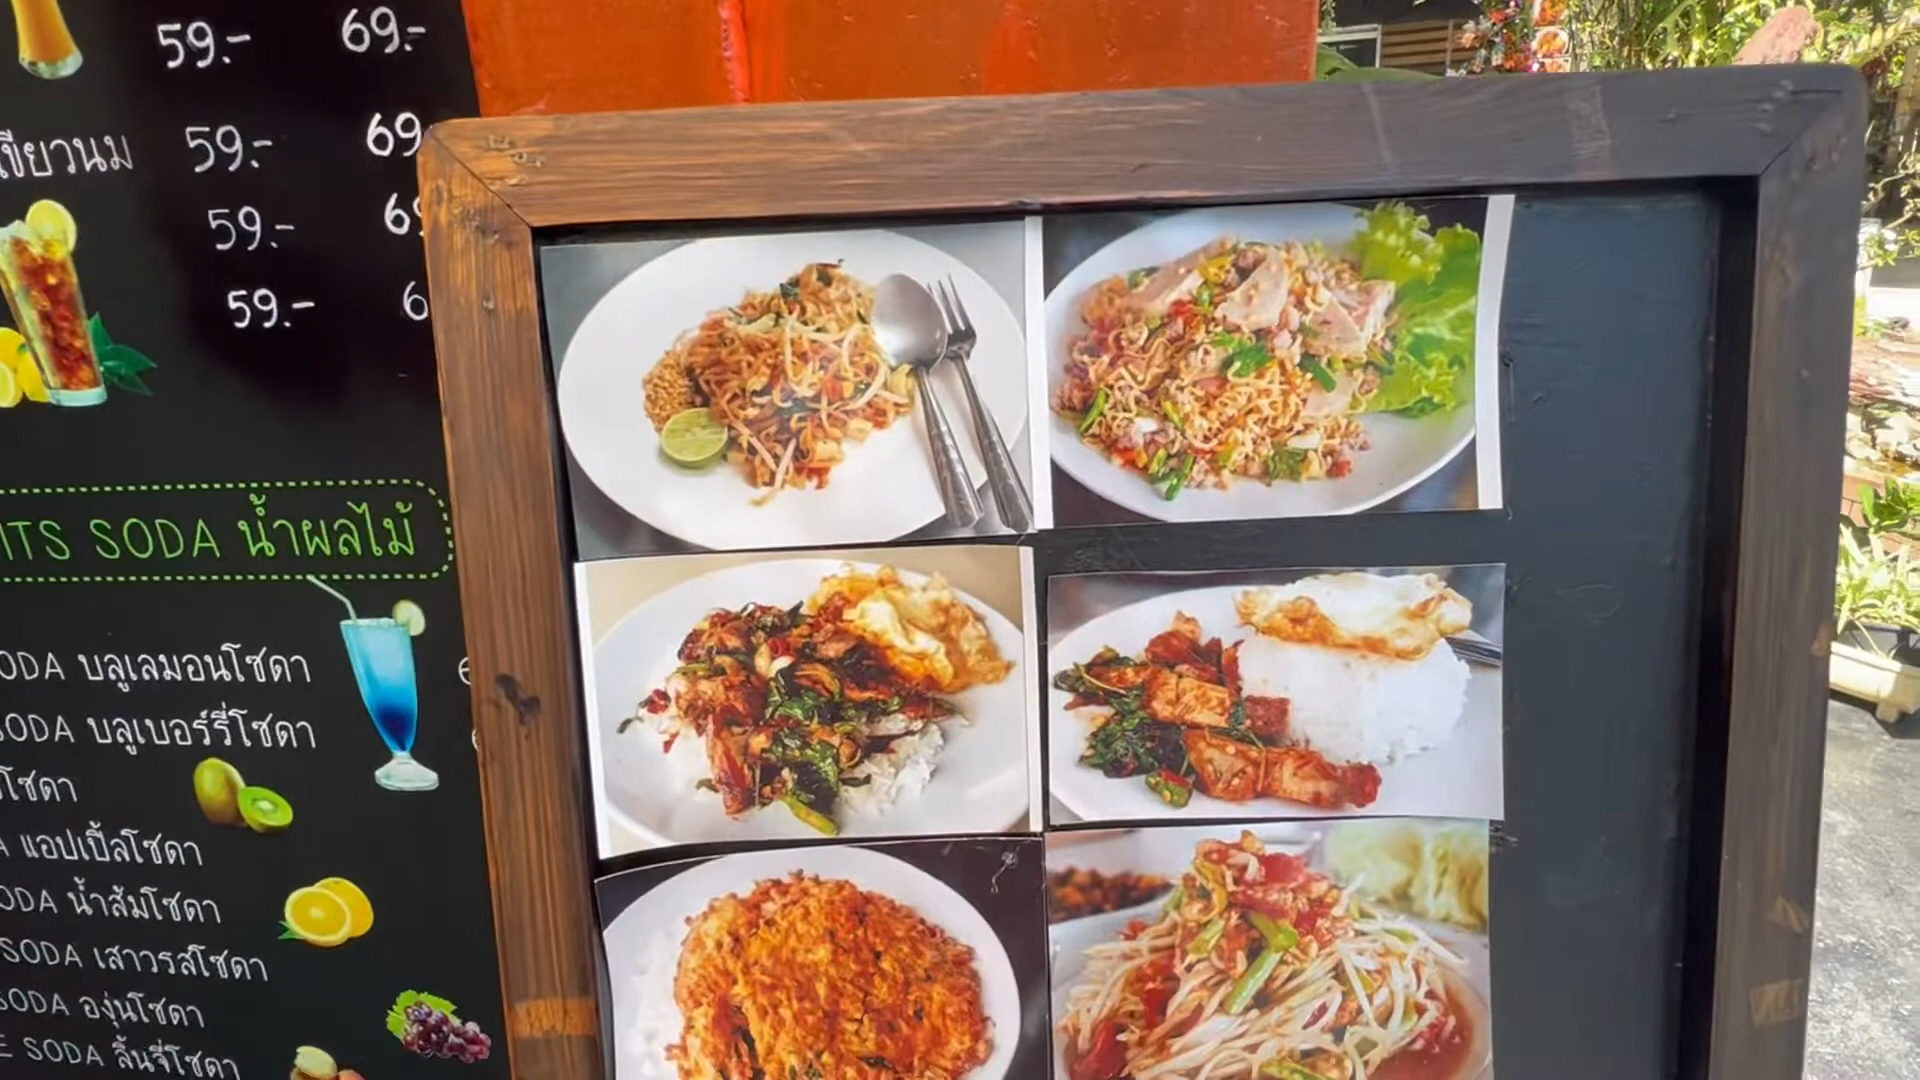 59.- 69.-
เขียวนม 59.- 69
59.-
59.-
SODA น้ำผลไม้
ODA บลูเลมอนโซดา
SODA บลูเบอร์รี่โซดา
โซดา
แอปเปิ้ลโซดา
ODA น้ำส้มโซดา
SODA เสาวรสโซดา
SODA องุ่นโซดา
SODA ลิ้นจี่โซดา